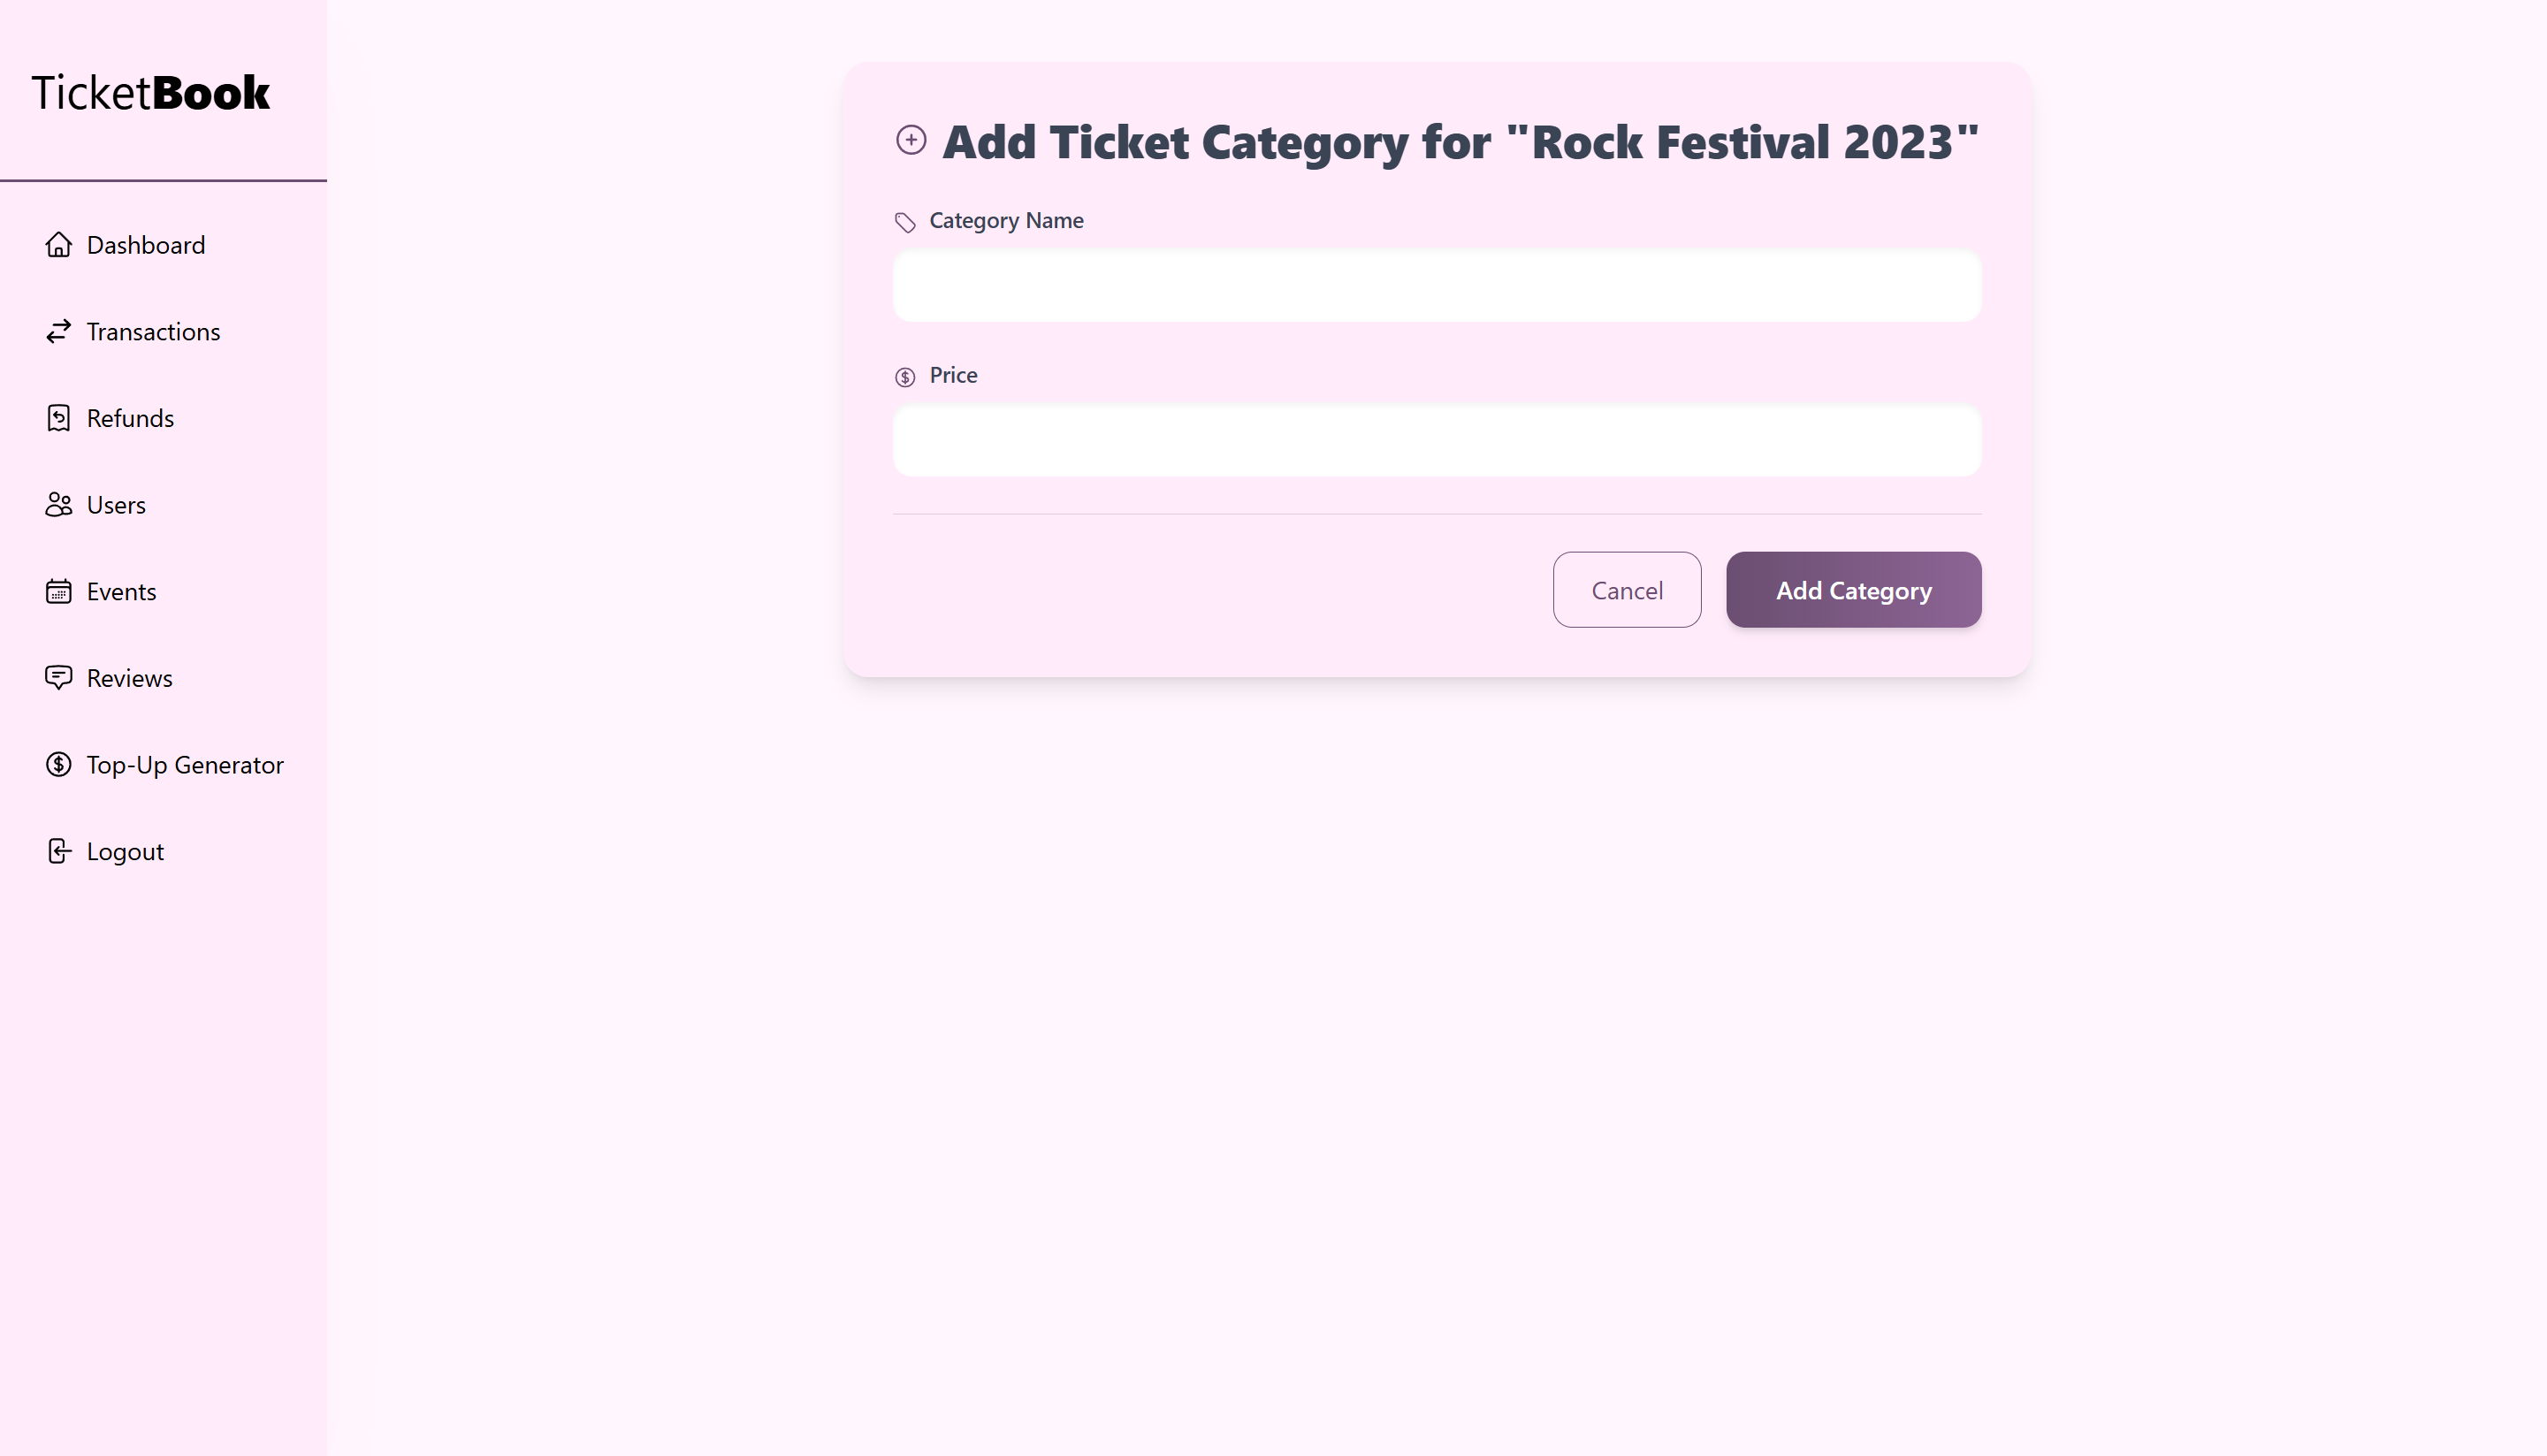 TicketBook
Dashboard
Transactions
Refunds
Users
Events
Reviews
Top-Up Generator
Logout
Add Ticket Category for "Rock Festival 2023"
Category Name
Price
Cancel
Add Category